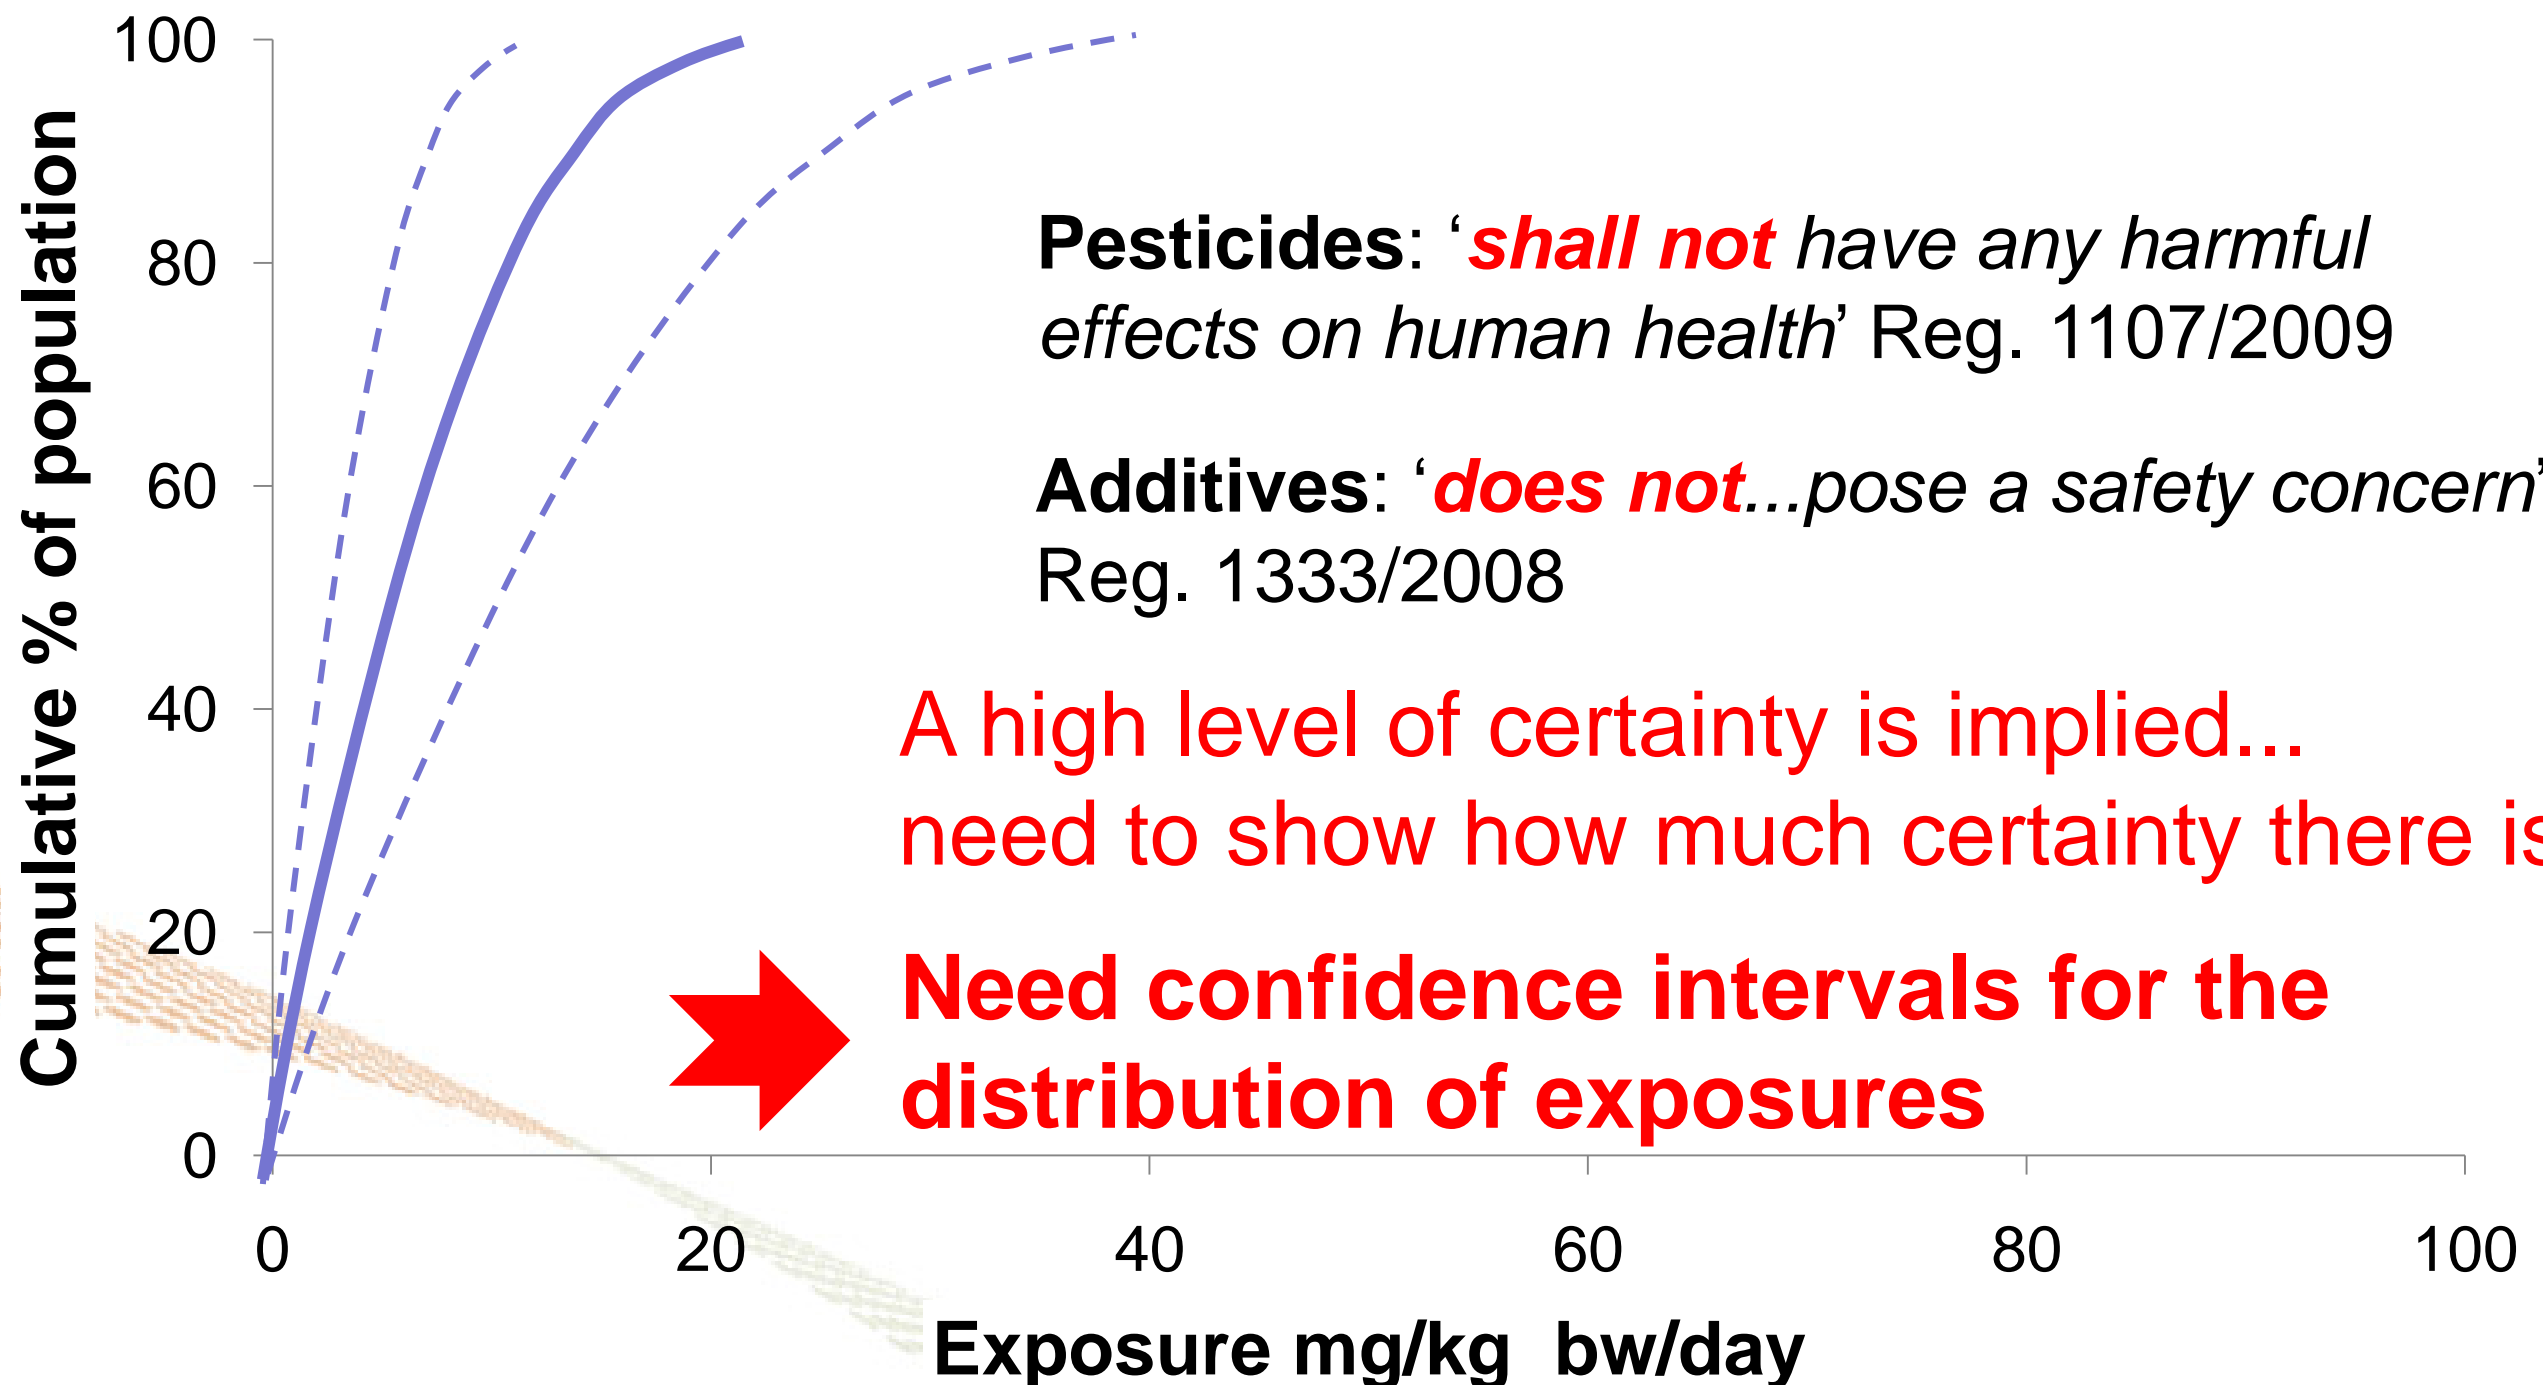 100
80
60
40
20
0
Cumulative % of population
Pesticides: ‘shall not have any harmful
effects on human health’ Reg. 1107/2009
Additives: ‘does not...pose a safety concern’
Reg. 1333/2008
A high level of certainty is implied...
need to show how much certainty there is
Need confidence intervals for the
distribution of exposures
0 20 40 60 80 100
Exposure mg/kg bw/day